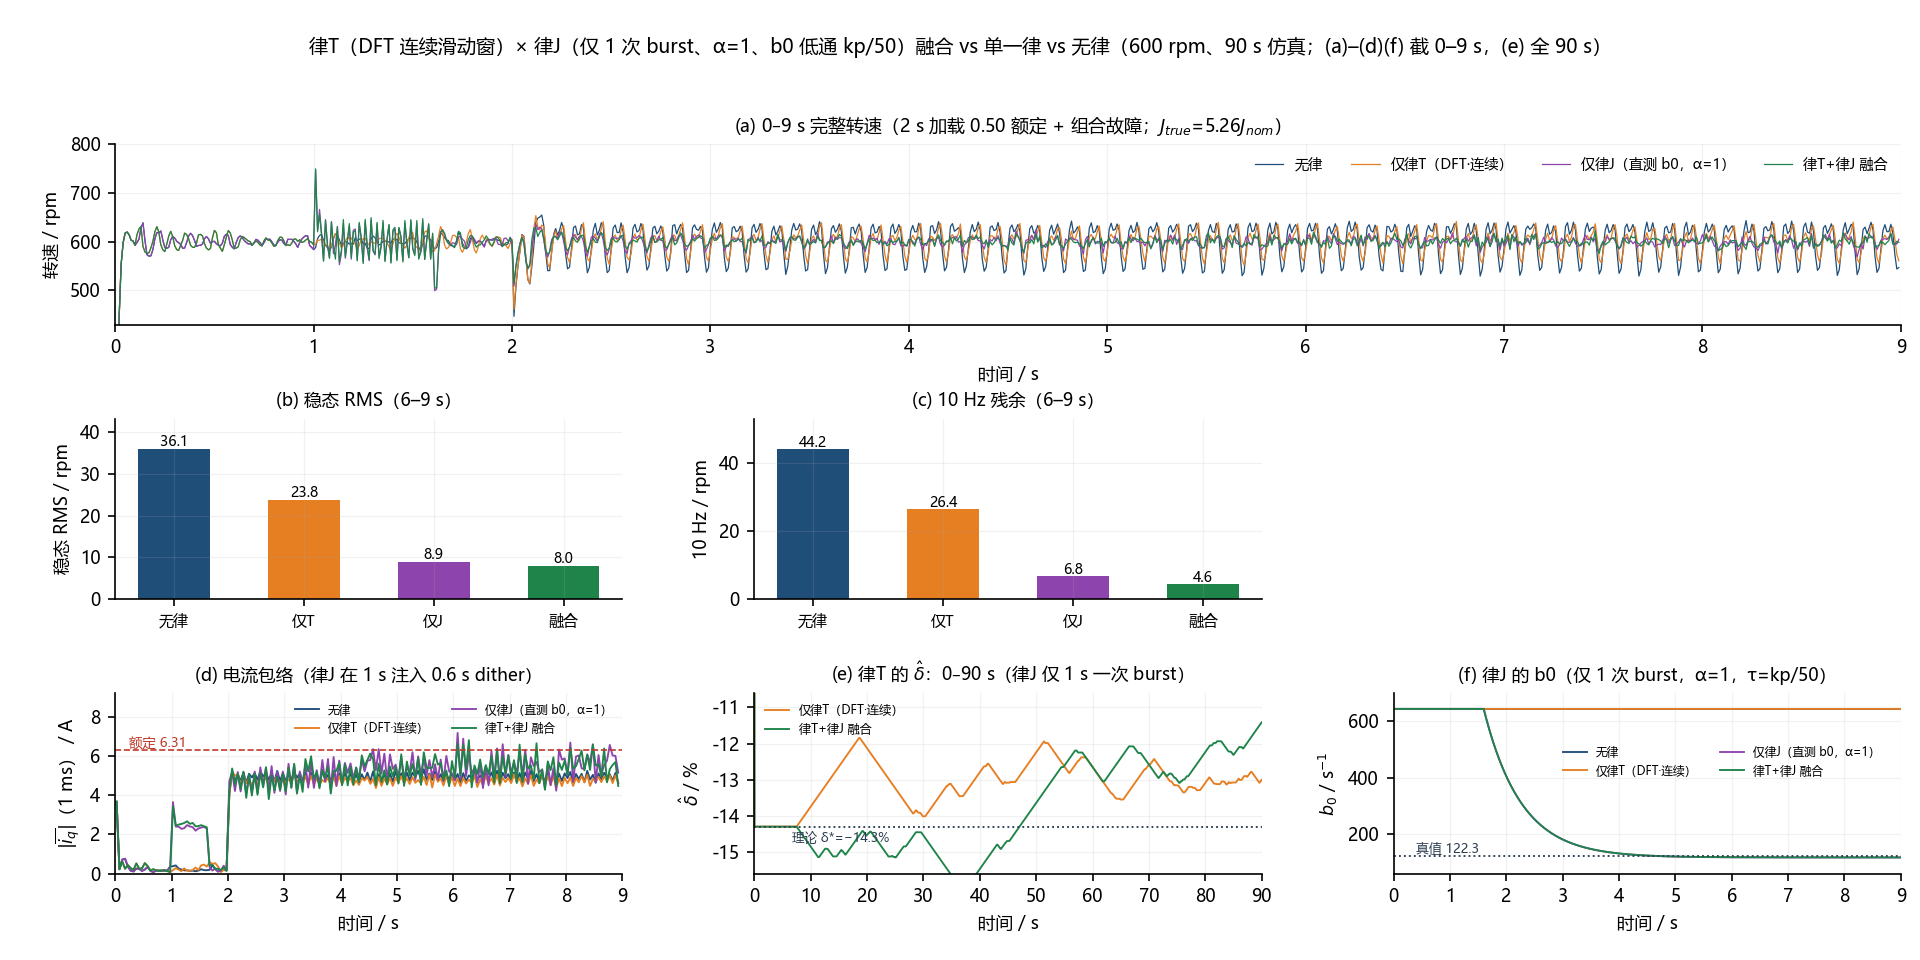 律T（DFT 连续滑动窗）× 律J（仅 1 次 burst、α=1、b0 低通 kp/50）融合 vs 单一律 vs 无律（600 rpm、90 s 仿真；(a)–(d)(f) 截 0–9 s，(e) 全 90 s）
(a) 0–9 s 完整转速（2 s 加载 0.50 额定 + 组合故障；J_true=5.26J_nom）
转速 / rpm
800
700
600
500
无律
仅律T（DFT·连续）
仅律J（直测 b0，α=1）
律T+律J 融合
0 1 2 3 4 5 6 7 8 9
时间 / s
(b) 稳态 RMS（6–9 s）
稳态 RMS / rpm
40
30
20
10
0
36.1
23.8
8.9
8.0
无律 仅T 仅J 融合
(c) 10 Hz 残余（6–9 s）
10 Hz / rpm
40
20
0
44.2
26.4
6.8
4.6
无律 仅T 仅J 融合
(d) 电流包络（律J 在 1 s 注入 0.6 s dither）
|i_q|（1 ms）/ A
8
6
4
2
0
无律
仅律T（DFT·连续）
仅律J（直测 b0，α=1）
律T+律J 融合
额定 6.31
0 1 2 3 4 5 6 7 8 9
时间 / s
(e) 律T 的 δ̂：0–90 s（律J 仅 1 s 一次 burst）
δ̂ / %
-11
-12
-13
-14
-15
仅律T（DFT·连续）
律T+律J 融合
理论 δ*=−14.3%
0 10 20 30 40 50 60 70 80 90
时间 / s
(f) 律J 的 b0（仅 1 次 burst，α=1，τ=kp/50）
b₀ / s⁻¹
600
400
200
无律
仅律T（DFT·连续）
仅律J（直测 b0，α=1）
律T+律J 融合
真值 122.3
0 1 2 3 4 5 6 7 8 9
时间 / s